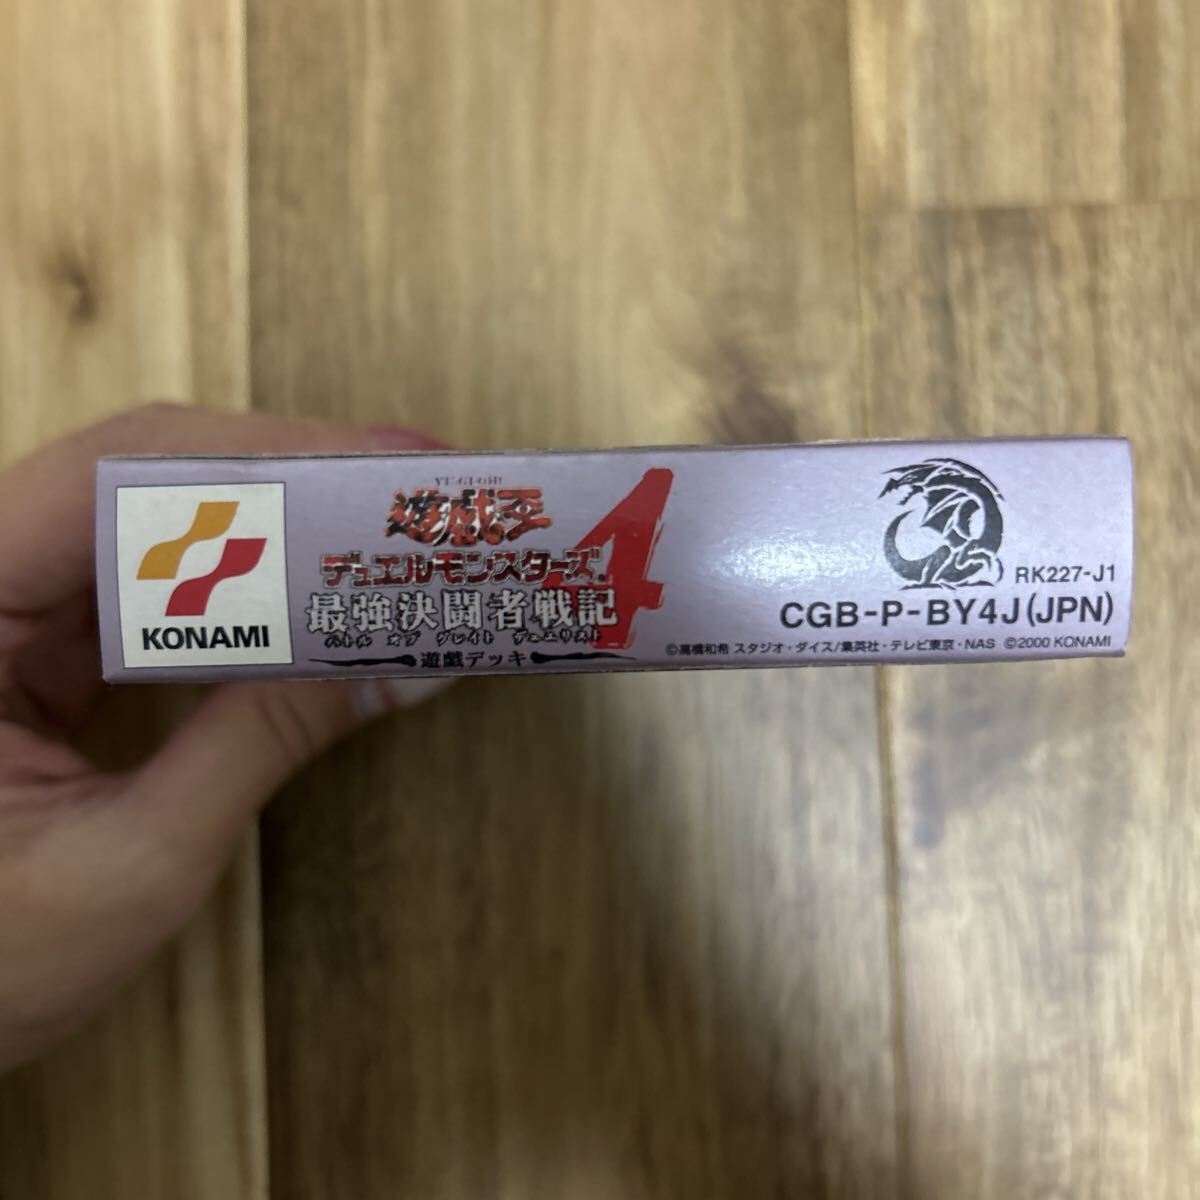 KONAMI
YU-GI-OH!
遊戯王
デュエルモンスターズ 4
最強決闘者戦記
バトル オブ グレイト デュエリスト
遊戯デッキ
RK227-J1
CGB-P-BY4J(JPN)
©高橋和希 スタジオ・ダイス/集英社・テレビ東京・NAS ©2000 KONAMI